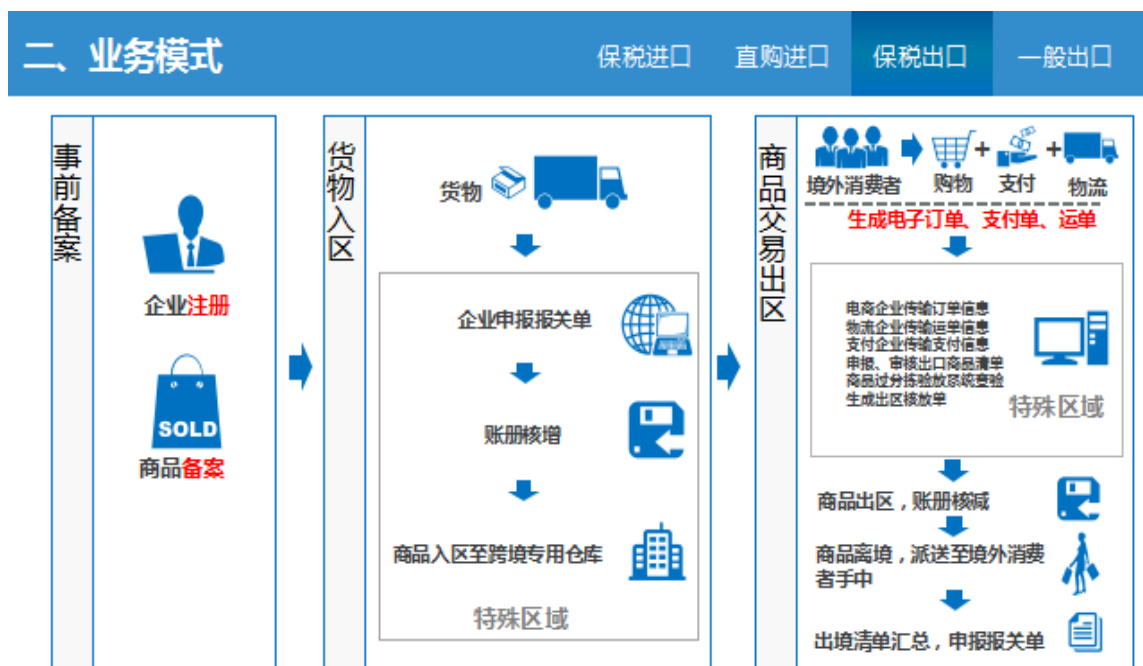 二、业务模式
保税进口
直购进口
保税出口
一般出口
事前备案
企业注册
SOLD
商品备案
货物入区
货物
企业申报报关单
账册核增
商品入区至跨境专用仓库
特殊区域
商品交易出区
境外消费者
购物
+
支付
+
物流
生成电子订单、支付单、运单
电商企业传输订单信息
物流企业传输运单信息
支付企业传输支付信息
申报、审核出口商品清单
商品过分拣验放系统查验
生成出区核放单
特殊区域
商品出区，账册核减
商品离境，派送至境外消费
者手中
出境清单汇总，申报报关单